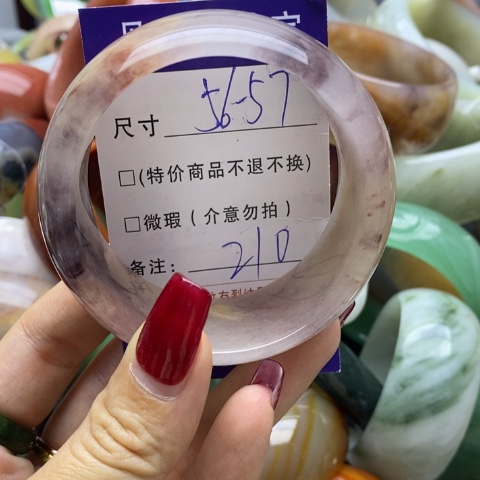 尺寸 56-57
□(特价商品不退不换)
□微瑕(介意勿拍)
备注: 210